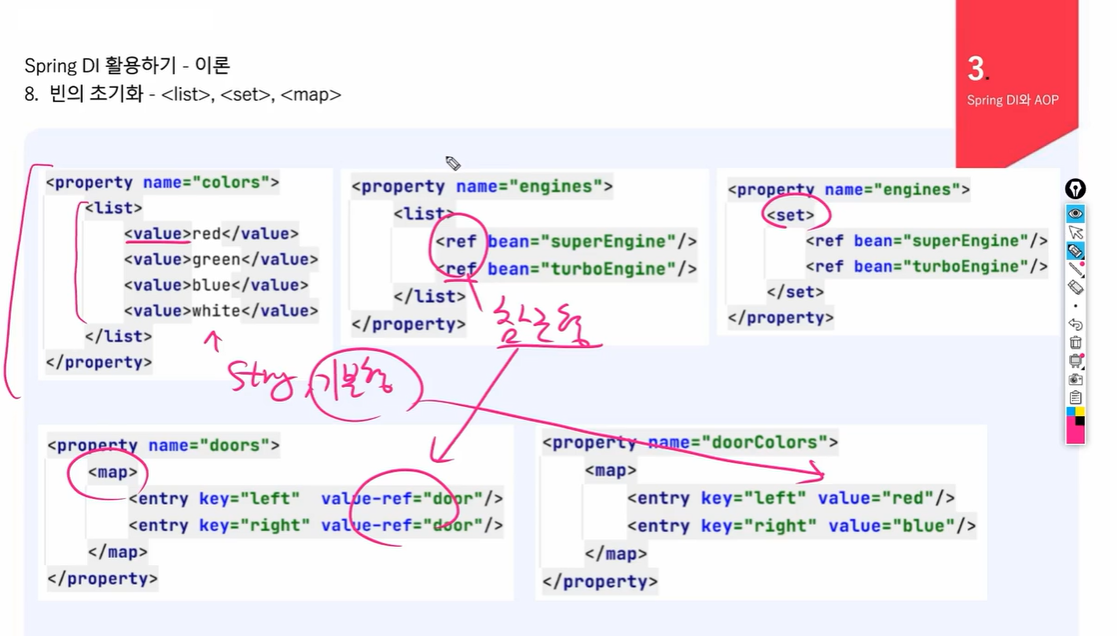 Spring DI 활용하기 - 이론
8. 빈의 초기화 - <list>, <set>, <map>
3.
Spring DI와 AOP
<property name="colors">
<list>
<value>red</value>
<value>green</value>
<value>blue</value>
<value>white</value>
</list>
</property>
<property name="engines">
<list>
<ref bean="superEngine"/>
<ref bean="turboEngine"/>
</list>
</property>
<property name="engines">
<set>
<ref bean="superEngine"/>
<ref bean="turboEngine"/>
</set>
</property>
기본형
<property name="doors">
<map>
<entry key="left" value-ref="door"/>
<entry key="right" value-ref="door"/>
</map>
</property>
<property name="doorColors">
<map>
<entry key="left" value="red"/>
<entry key="right" value="blue"/>
</map>
</property>